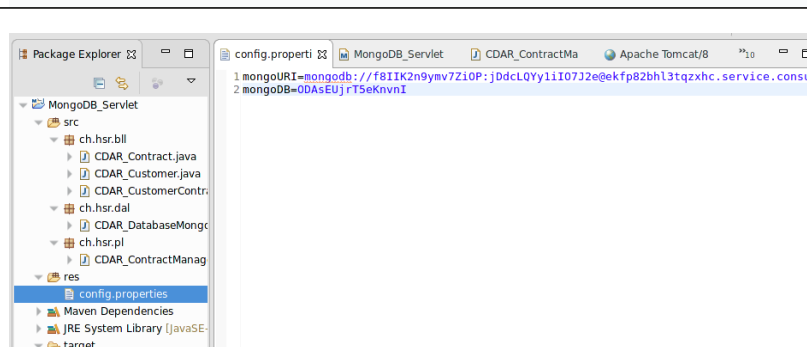 Package Explorer
config.properti
MongoDB_Servlet
CDAR_ContractMa
Apache Tomcat/8
»10
1 mongoURI=mongodb://f8IIK2n9ymv7ZiOP:jDdcLQYy1iIO7J2e@ekfp82bhl3tqzxhc.service.consu
2 mongoDB=ODAsEUjrT5eKnvnI
MongoDB_Servlet
src
ch.hsr.bll
CDAR_Contract.java
CDAR_Customer.java
CDAR_CustomerContra
ch.hsr.dal
CDAR_DatabaseMongo
ch.hsr.pl
CDAR_ContractManag
res
config.properties
Maven Dependencies
JRE System Library [JavaSE-
target